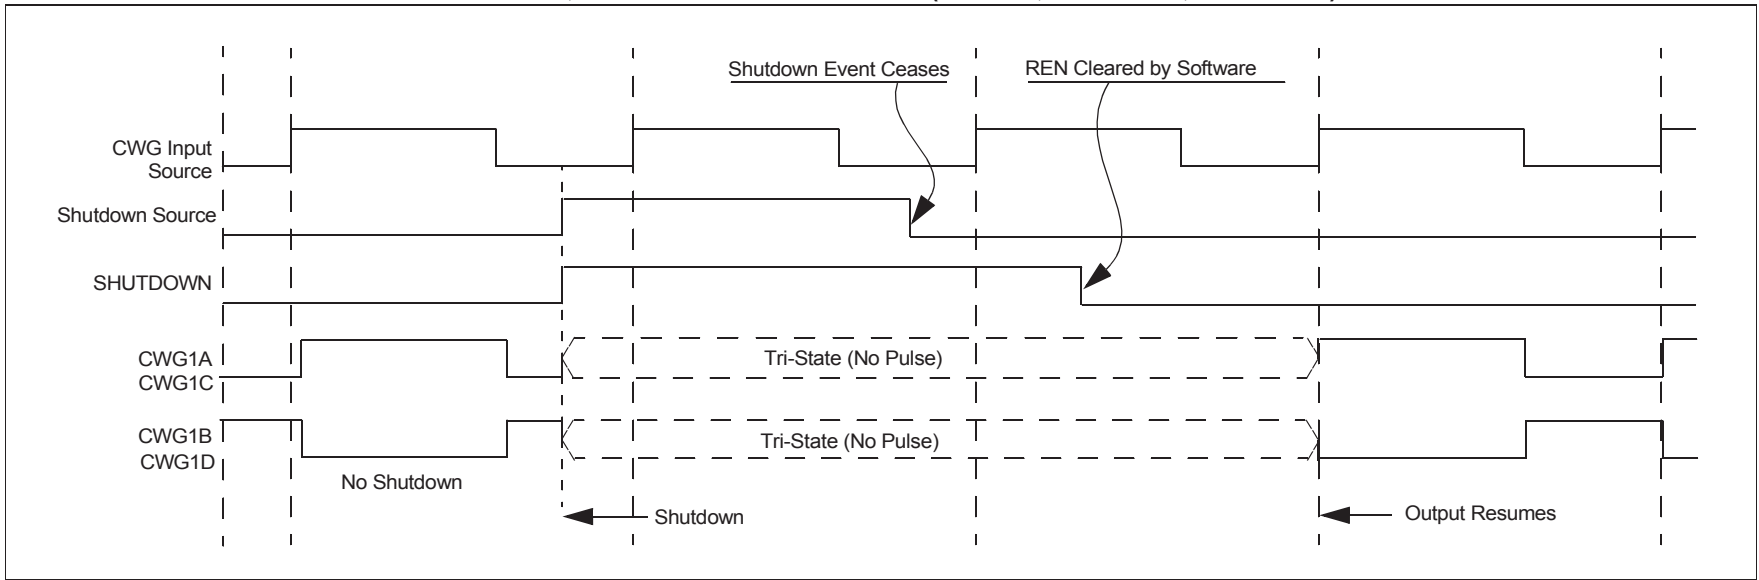 Shutdown Event Ceases
REN Cleared by Software
CWG Input
Source
Shutdown Source
SHUTDOWN
CWG1A
CWG1C
Tri-State (No Pulse)
CWG1B
CWG1D
Tri-State (No Pulse)
No Shutdown
Shutdown
Output Resumes